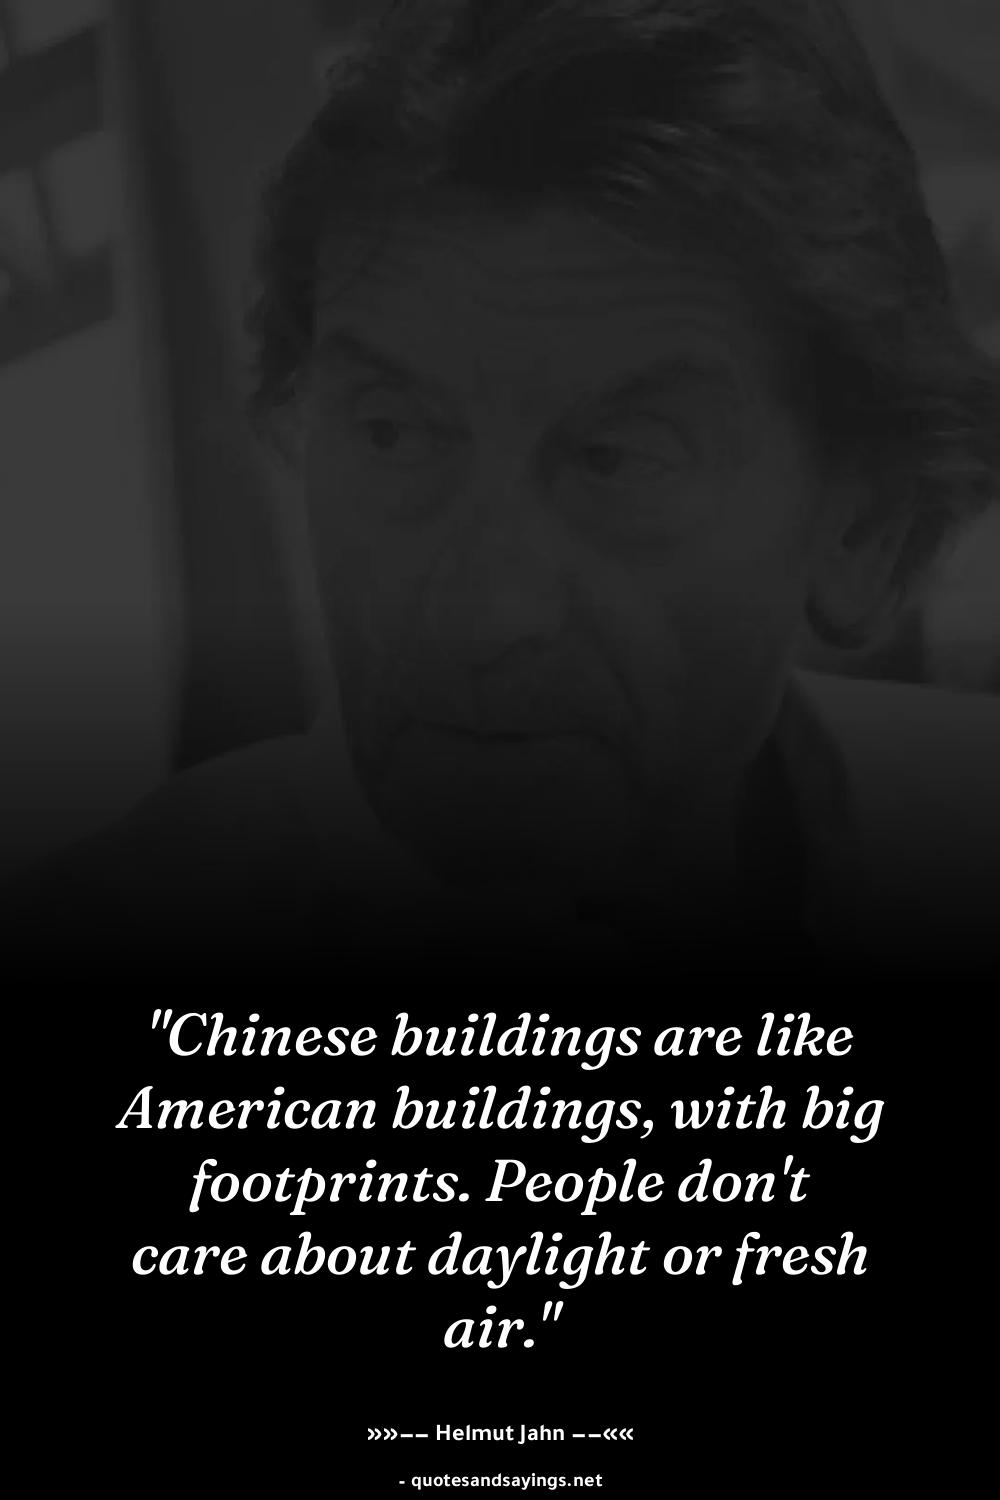 "Chinese buildings are like
American buildings, with big
footprints. People don't
care about daylight or fresh
air."
»»–– Helmut Jahn ––««
- quotesandsayings.net